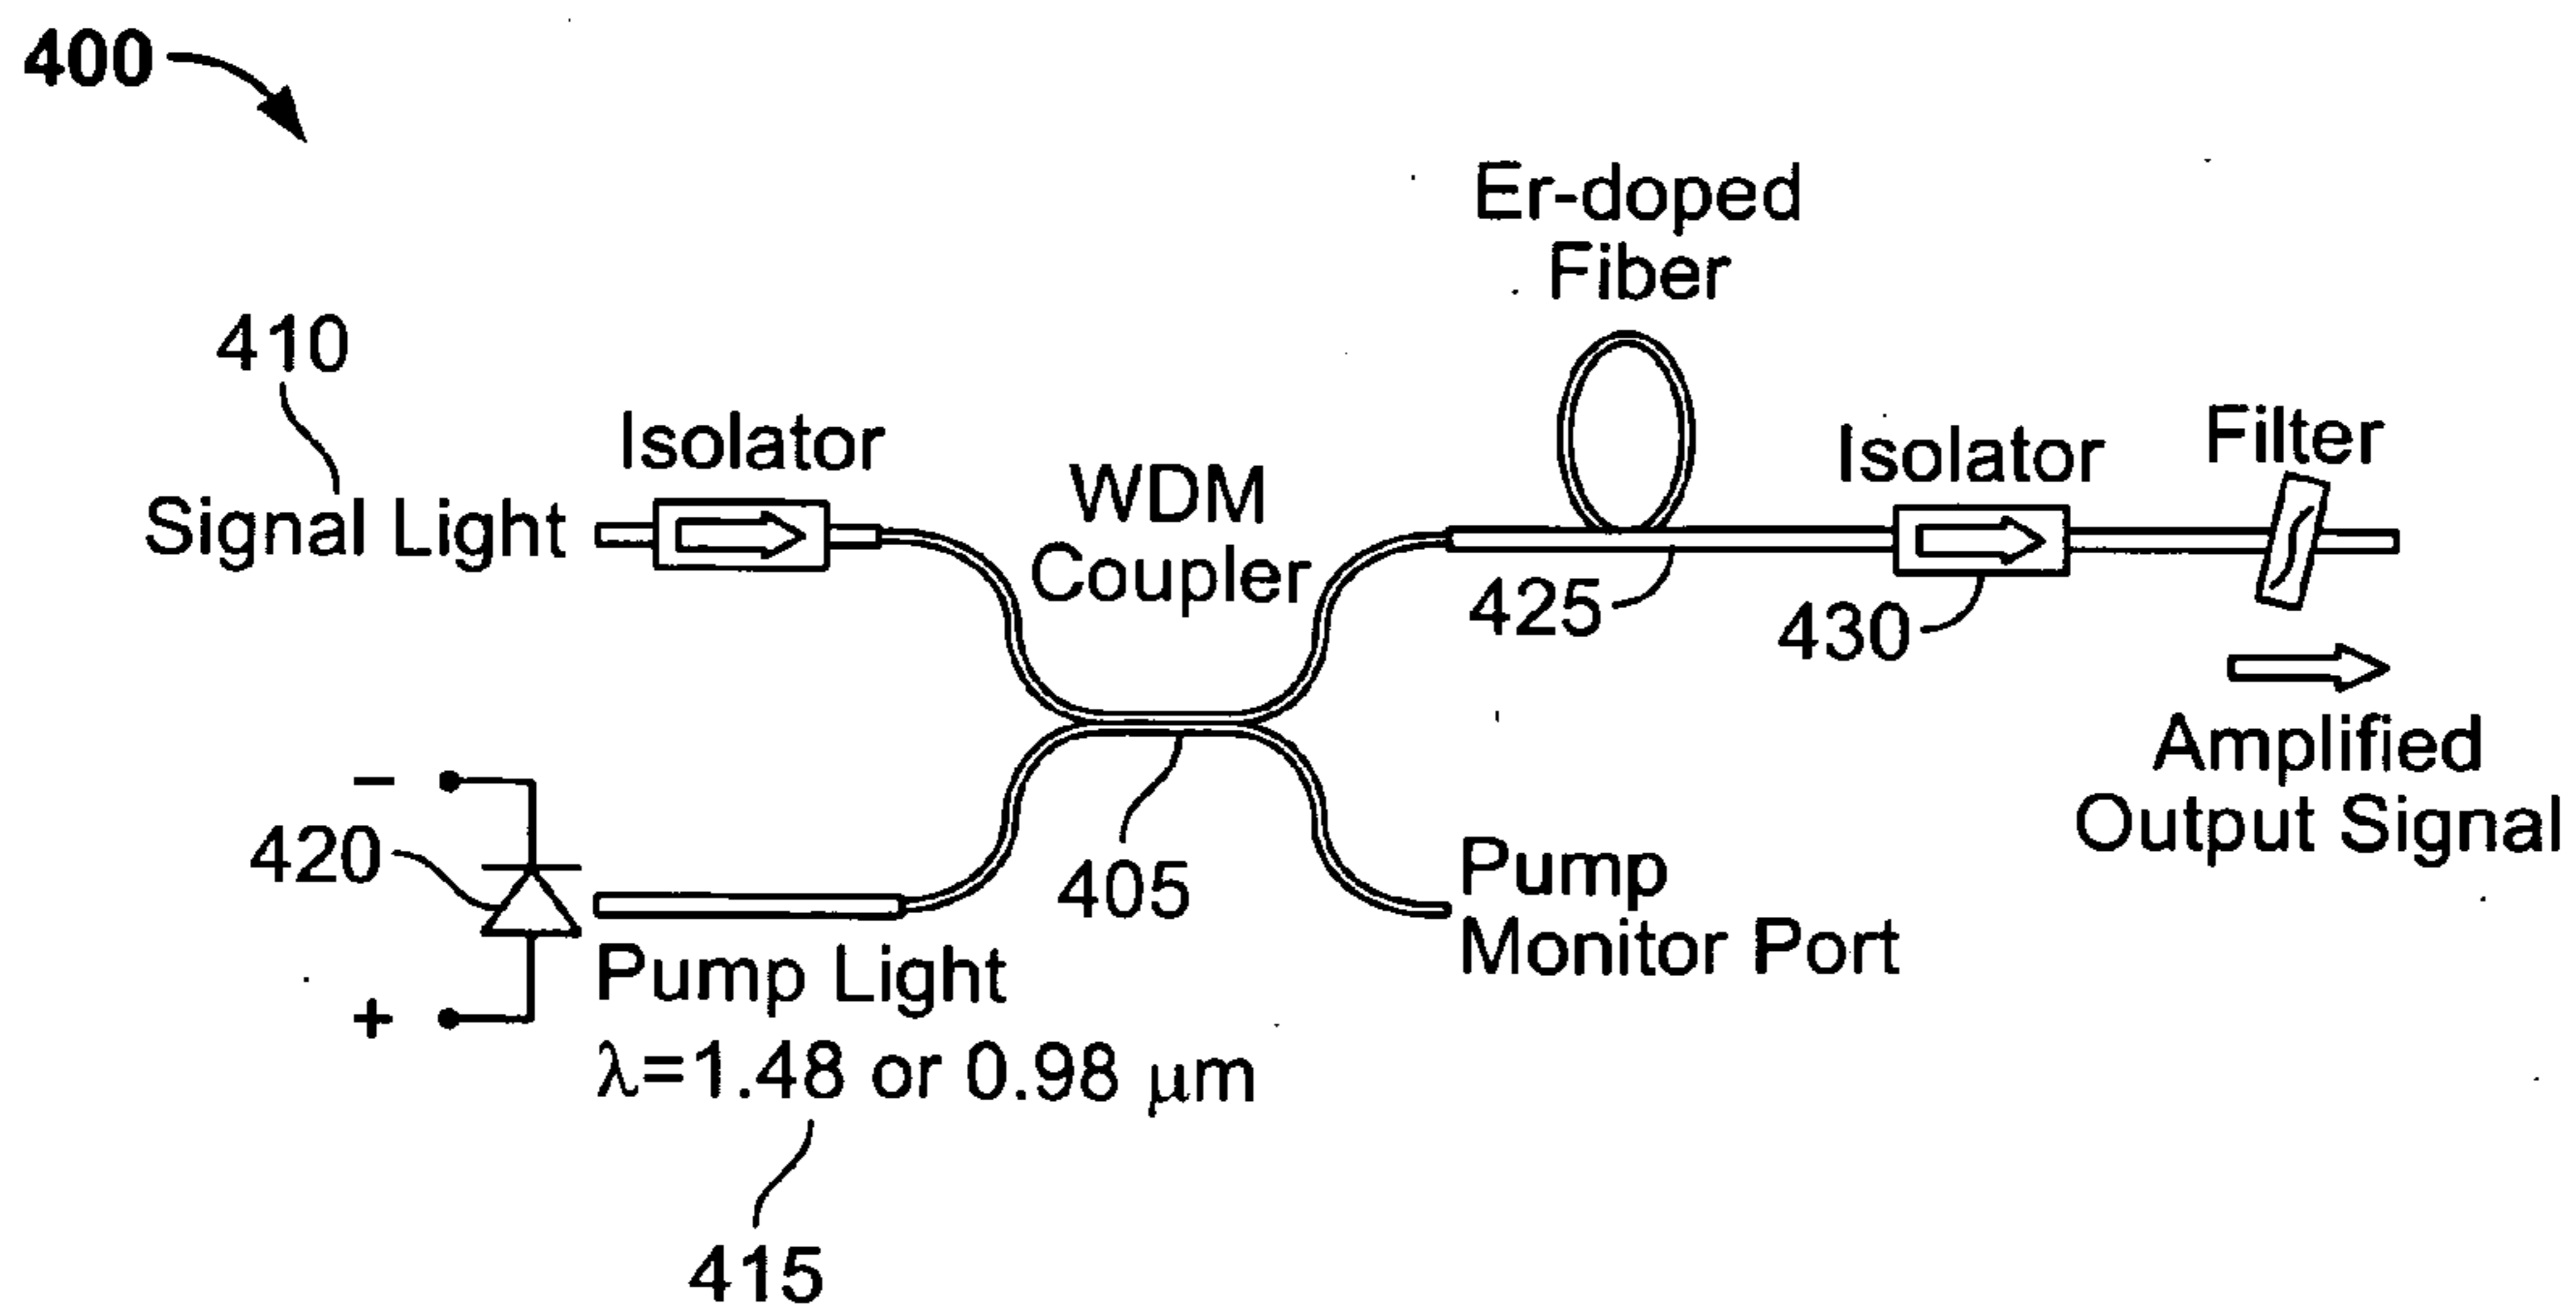 400
Er-doped
Fiber
410
Isolator
Signal Light
WDM
Coupler
Isolator
Filter
425
430
Amplified
Output Signal
−
420
+
405
Pump
Monitor Port
Pump Light
λ=1.48 or 0.98 μm
415